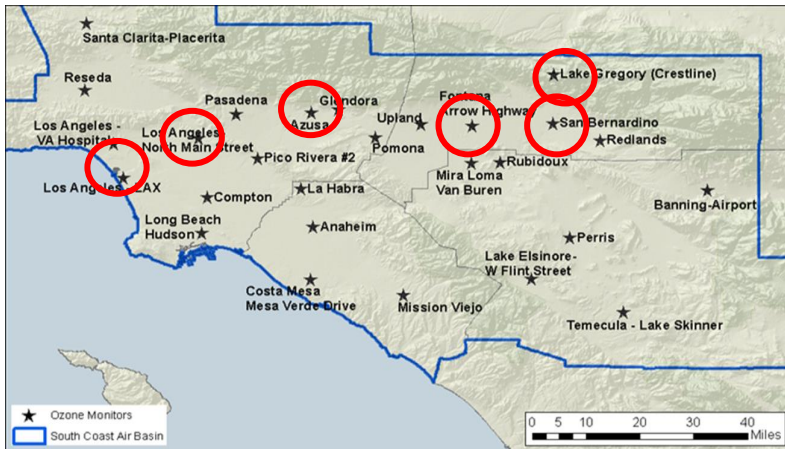 Santa Clarita-Placerita
Reseda
Pasadena
Glendora
Azusa
Los Angeles -
VA Hospital
Los Angeles
North Main Street
Pico Rivera #2
Pomona
Upland
Fontana
Arrow Highway
Lake Gregory (Crestline)
San Bernardino
Redlands
Mira Loma
Van Buren
Rubidoux
Los Angeles - LAX
Compton
La Habra
Banning-Airport
Long Beach
Hudson
Anaheim
Perris
Lake Elsinore-
W Flint Street
Costa Mesa
Mesa Verde Drive
Mission Viejo
Temecula - Lake Skinner
Ozone Monitors
South Coast Air Basin
0 5 10 20 30 40
Miles